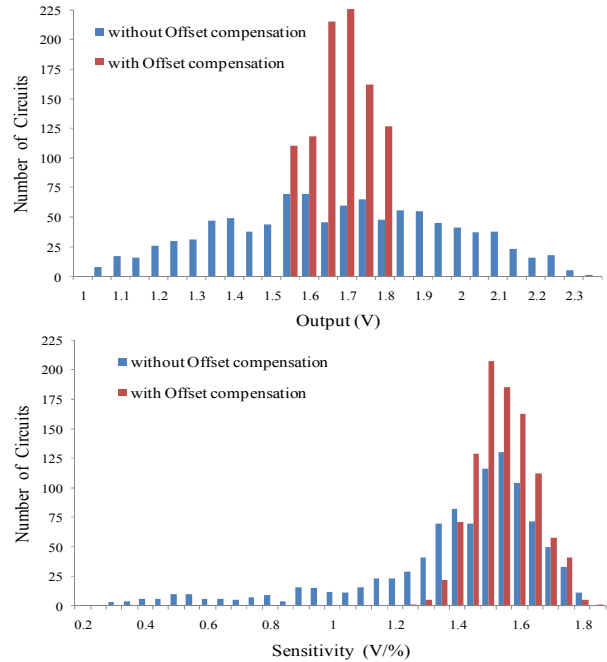 225
200
175
150
125
100
75
50
25
0
without Offset compensation
with Offset compensation
Number of Circuits
1 1.1 1.2 1.3 1.4 1.5 1.6 1.7 1.8 1.9 2 2.1 2.2 2.3
Output (V)
225
200
175
150
125
100
75
50
25
0
without Offset compensation
with Offset compensation
Number of Circuits
0.2 0.4 0.6 0.8 1 1.2 1.4 1.6 1.8
Sensitivity (V/%)